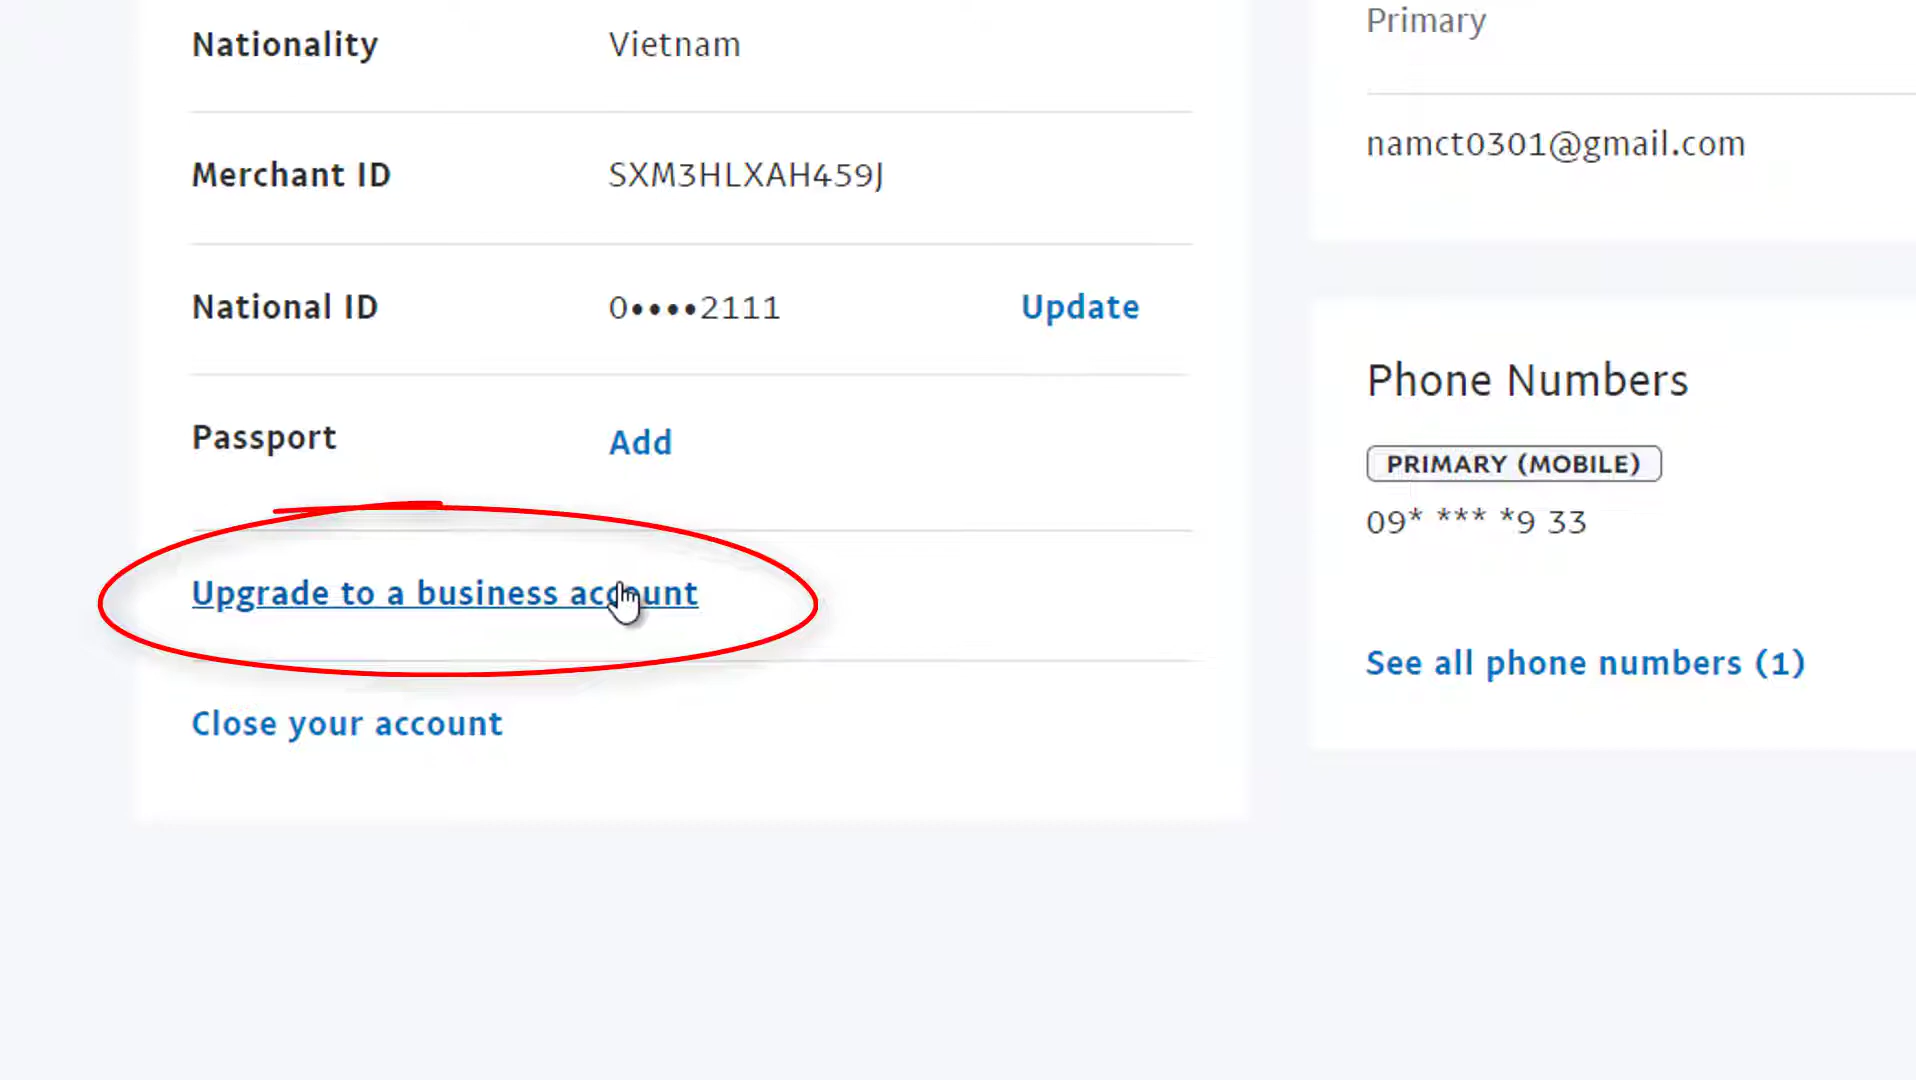 Nationality Vietnam
Merchant ID SXM3HLXAH459J
National ID 0••••2111 Update
Passport Add
Upgrade to a business account
Close your account
Primary
namct0301@gmail.com
Phone Numbers
PRIMARY (MOBILE)
09* *** *9 33
See all phone numbers (1)